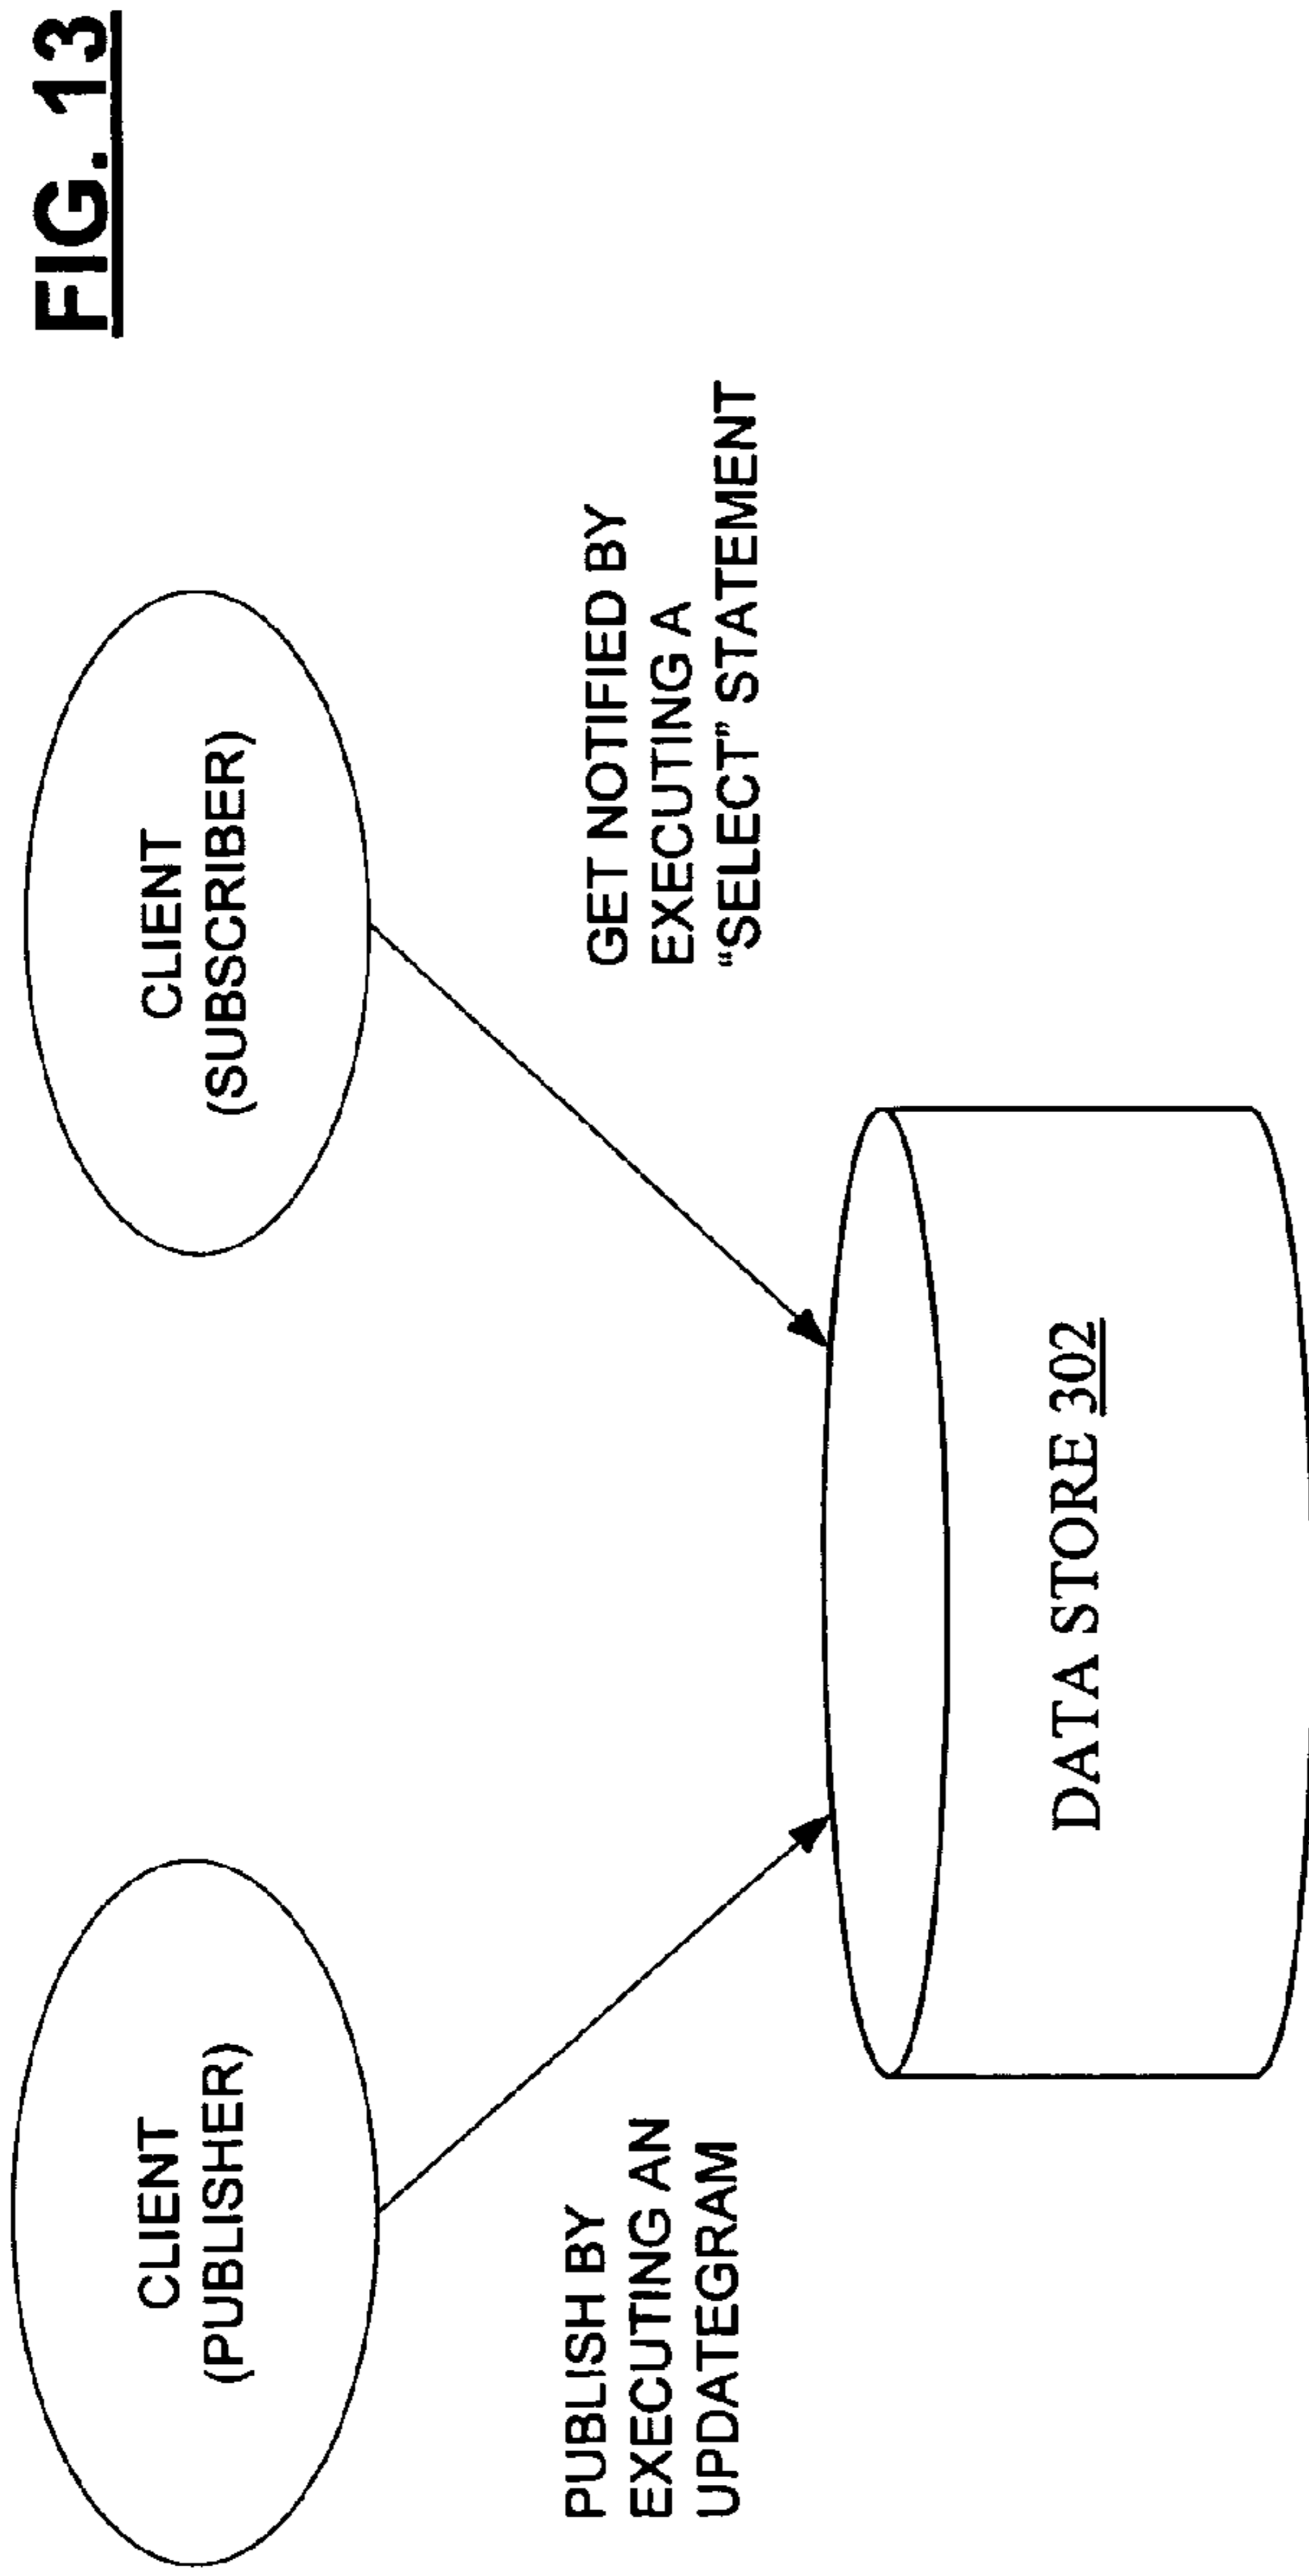 FIG. 13
CLIENT
(PUBLISHER)
CLIENT
(SUBSCRIBER)
PUBLISH BY
EXECUTING AN
UPDATEGRAM
GET NOTIFIED BY
EXECUTING A
“SELECT” STATEMENT
DATA STORE 302